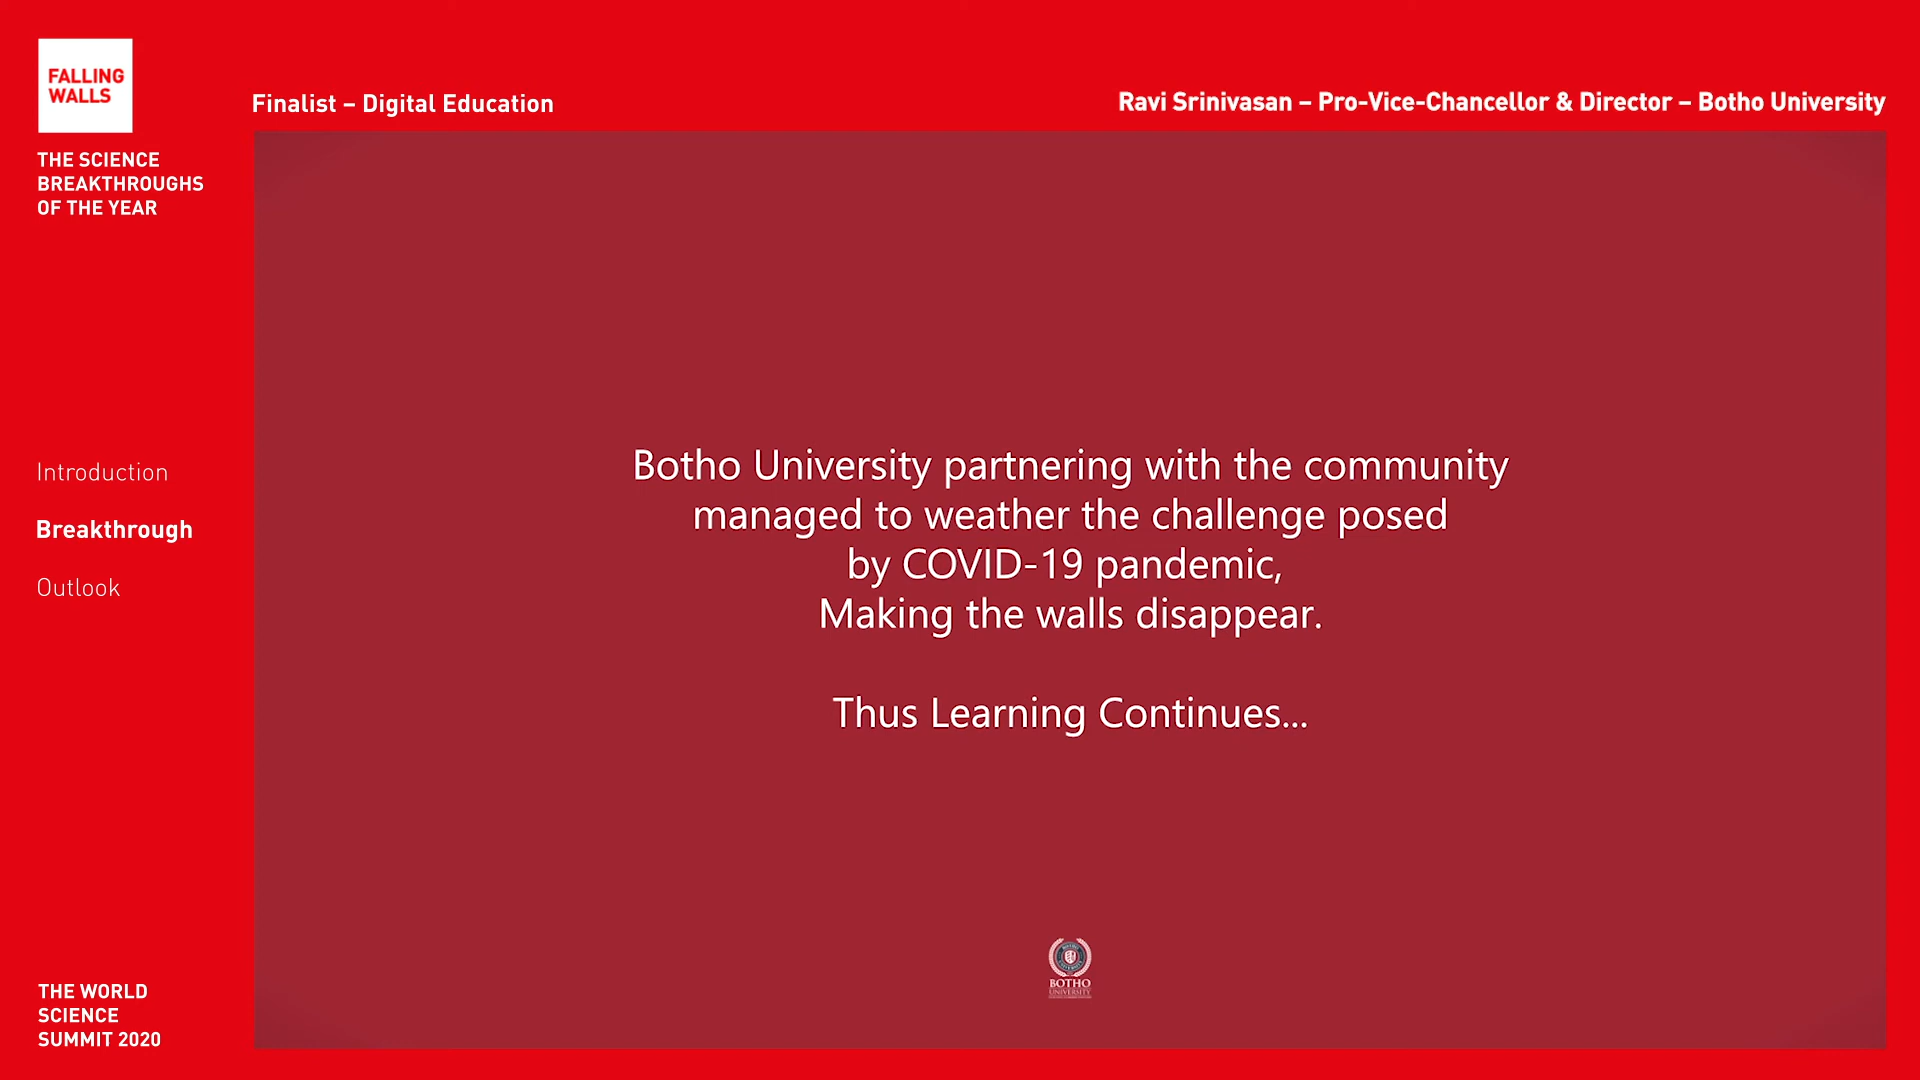 FALLING
WALLS
THE SCIENCE
BREAKTHROUGHS
OF THE YEAR
Finalist – Digital Education
Ravi Srinivasan – Pro-Vice-Chancellor & Director – Botho University
Introduction
Breakthrough
Outlook
Botho University partnering with the community
managed to weather the challenge posed
by COVID-19 pandemic,
Making the walls disappear.
Thus Learning Continues...
BOTHO
UNIVERSITY
THE WORLD
SCIENCE
SUMMIT 2020